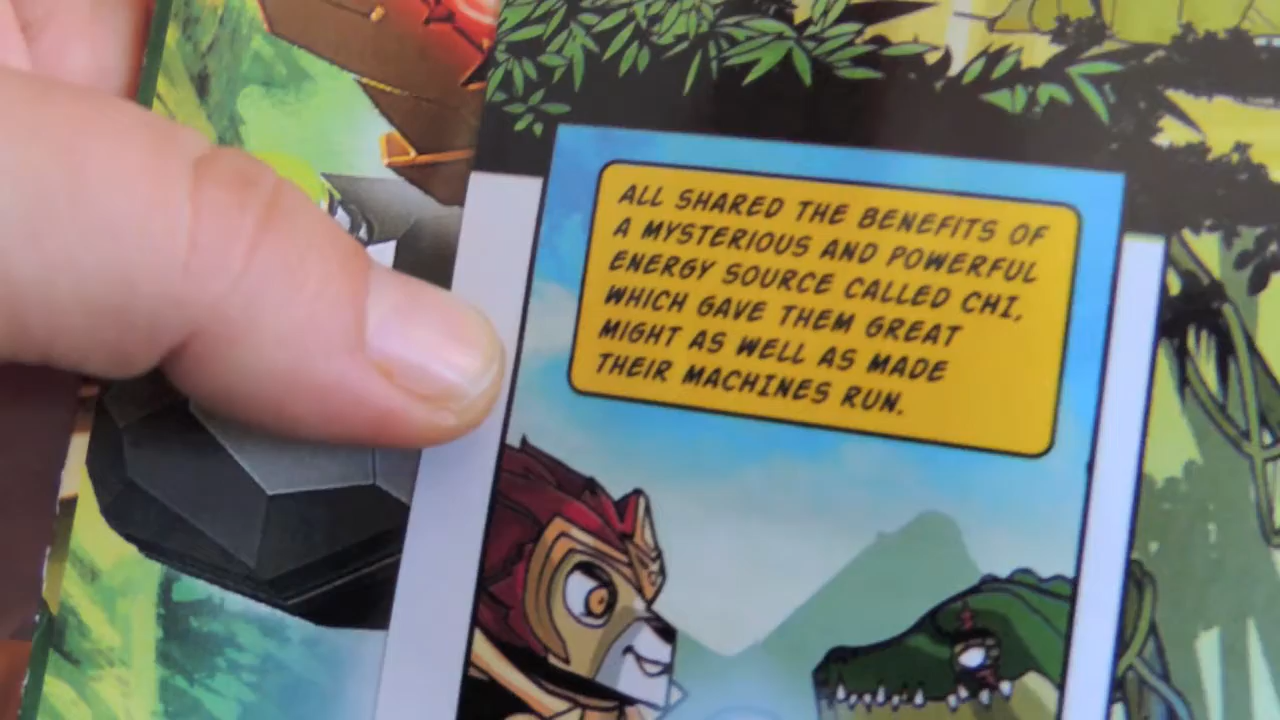 ALL SHARED THE BENEFITS OF
A MYSTERIOUS AND POWERFUL
ENERGY SOURCE CALLED CHI,
WHICH GAVE THEM GREAT
MIGHT AS WELL AS MADE
THEIR MACHINES RUN.